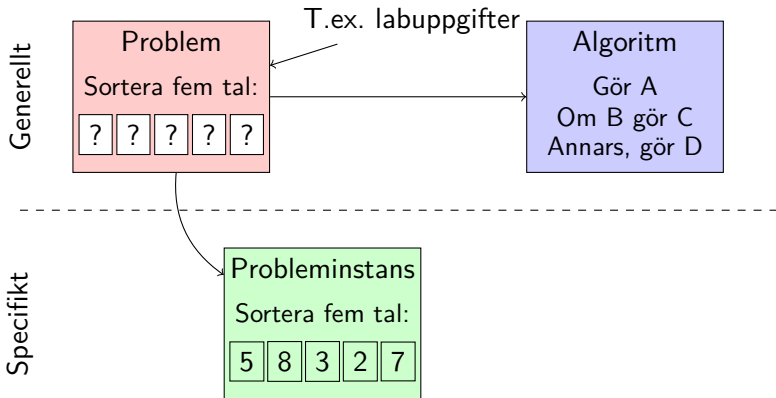 T.ex. labuppgifter
Generellt
Problem
Sortera fem tal:
? ? ? ? ?
Algoritm
Gör A
Om B gör C
Annars, gör D
Specifikt
Probleminstans
Sortera fem tal:
5 8 3 2 7